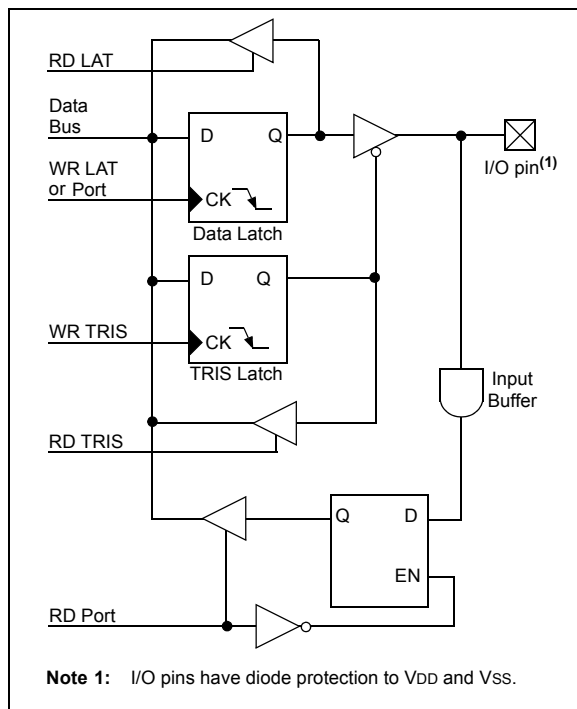 RD LAT
Data
Bus
WR LAT
or Port
D Q
CK
Data Latch
I/O pin(1)
D Q
WR TRIS
CK
TRIS Latch
Input
Buffer
RD TRIS
Q D
EN
RD Port
Note 1: I/O pins have diode protection to VDD and VSS.